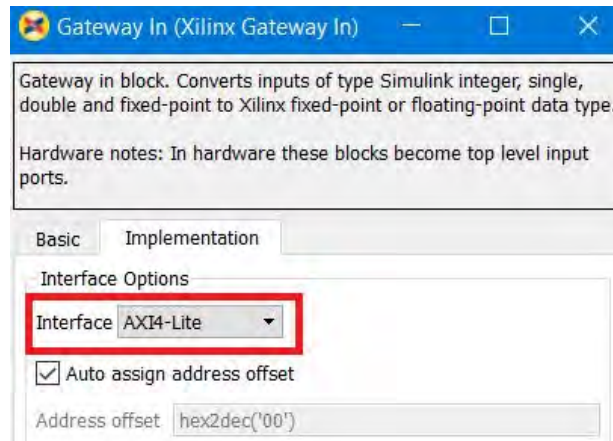 Gateway In (Xilinx Gateway In)
Gateway in block. Converts inputs of type Simulink integer, single,
double and fixed-point to Xilinx fixed-point or floating-point data type
Hardware notes: In hardware these blocks become top level input
ports.
Basic Implementation
Interface Options
Interface AXI4-Lite
Auto assign address offset
Address offset hex2dec('00')